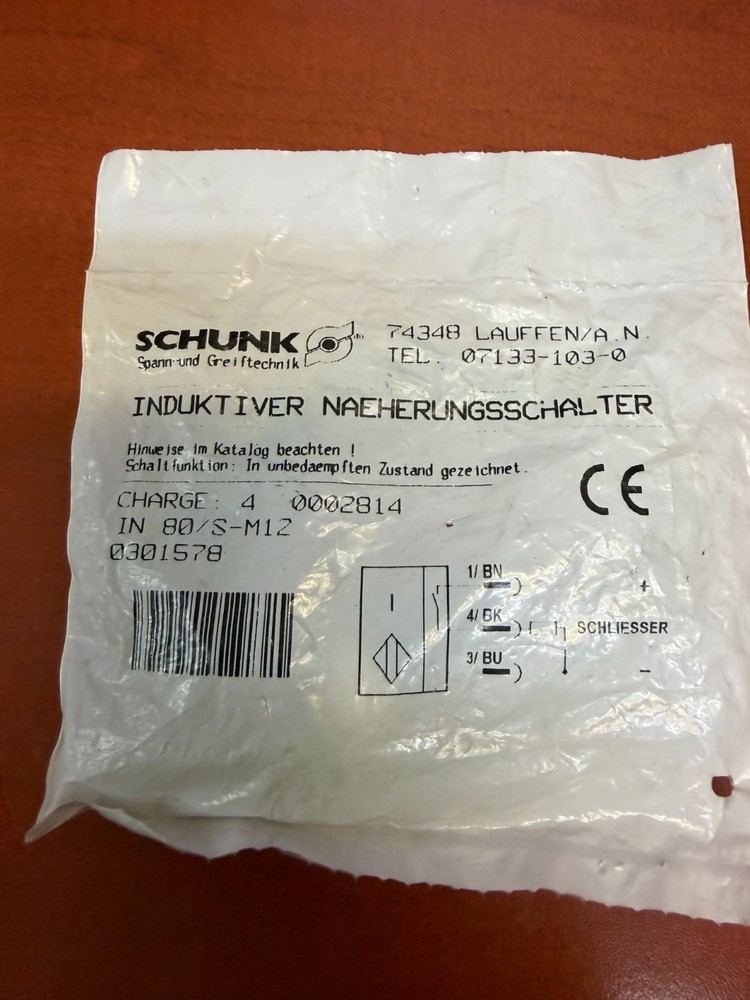 SCHUNK
Spann-und Greiftechnik
74348 LAUFFEN/A.N.
TEL. 07133-103-0
INDUKTIVER NAEHERUNGSSCHALTER
Hinweise im Katalog beachten !
Schaltfunktion: In unbedaempften Zustand gezeichnet.
CE
CHARGE: 4 0002814
IN 80/S-M12
0301578
1/ BN +
4/ BK SCHLIESSER
3/ BU -